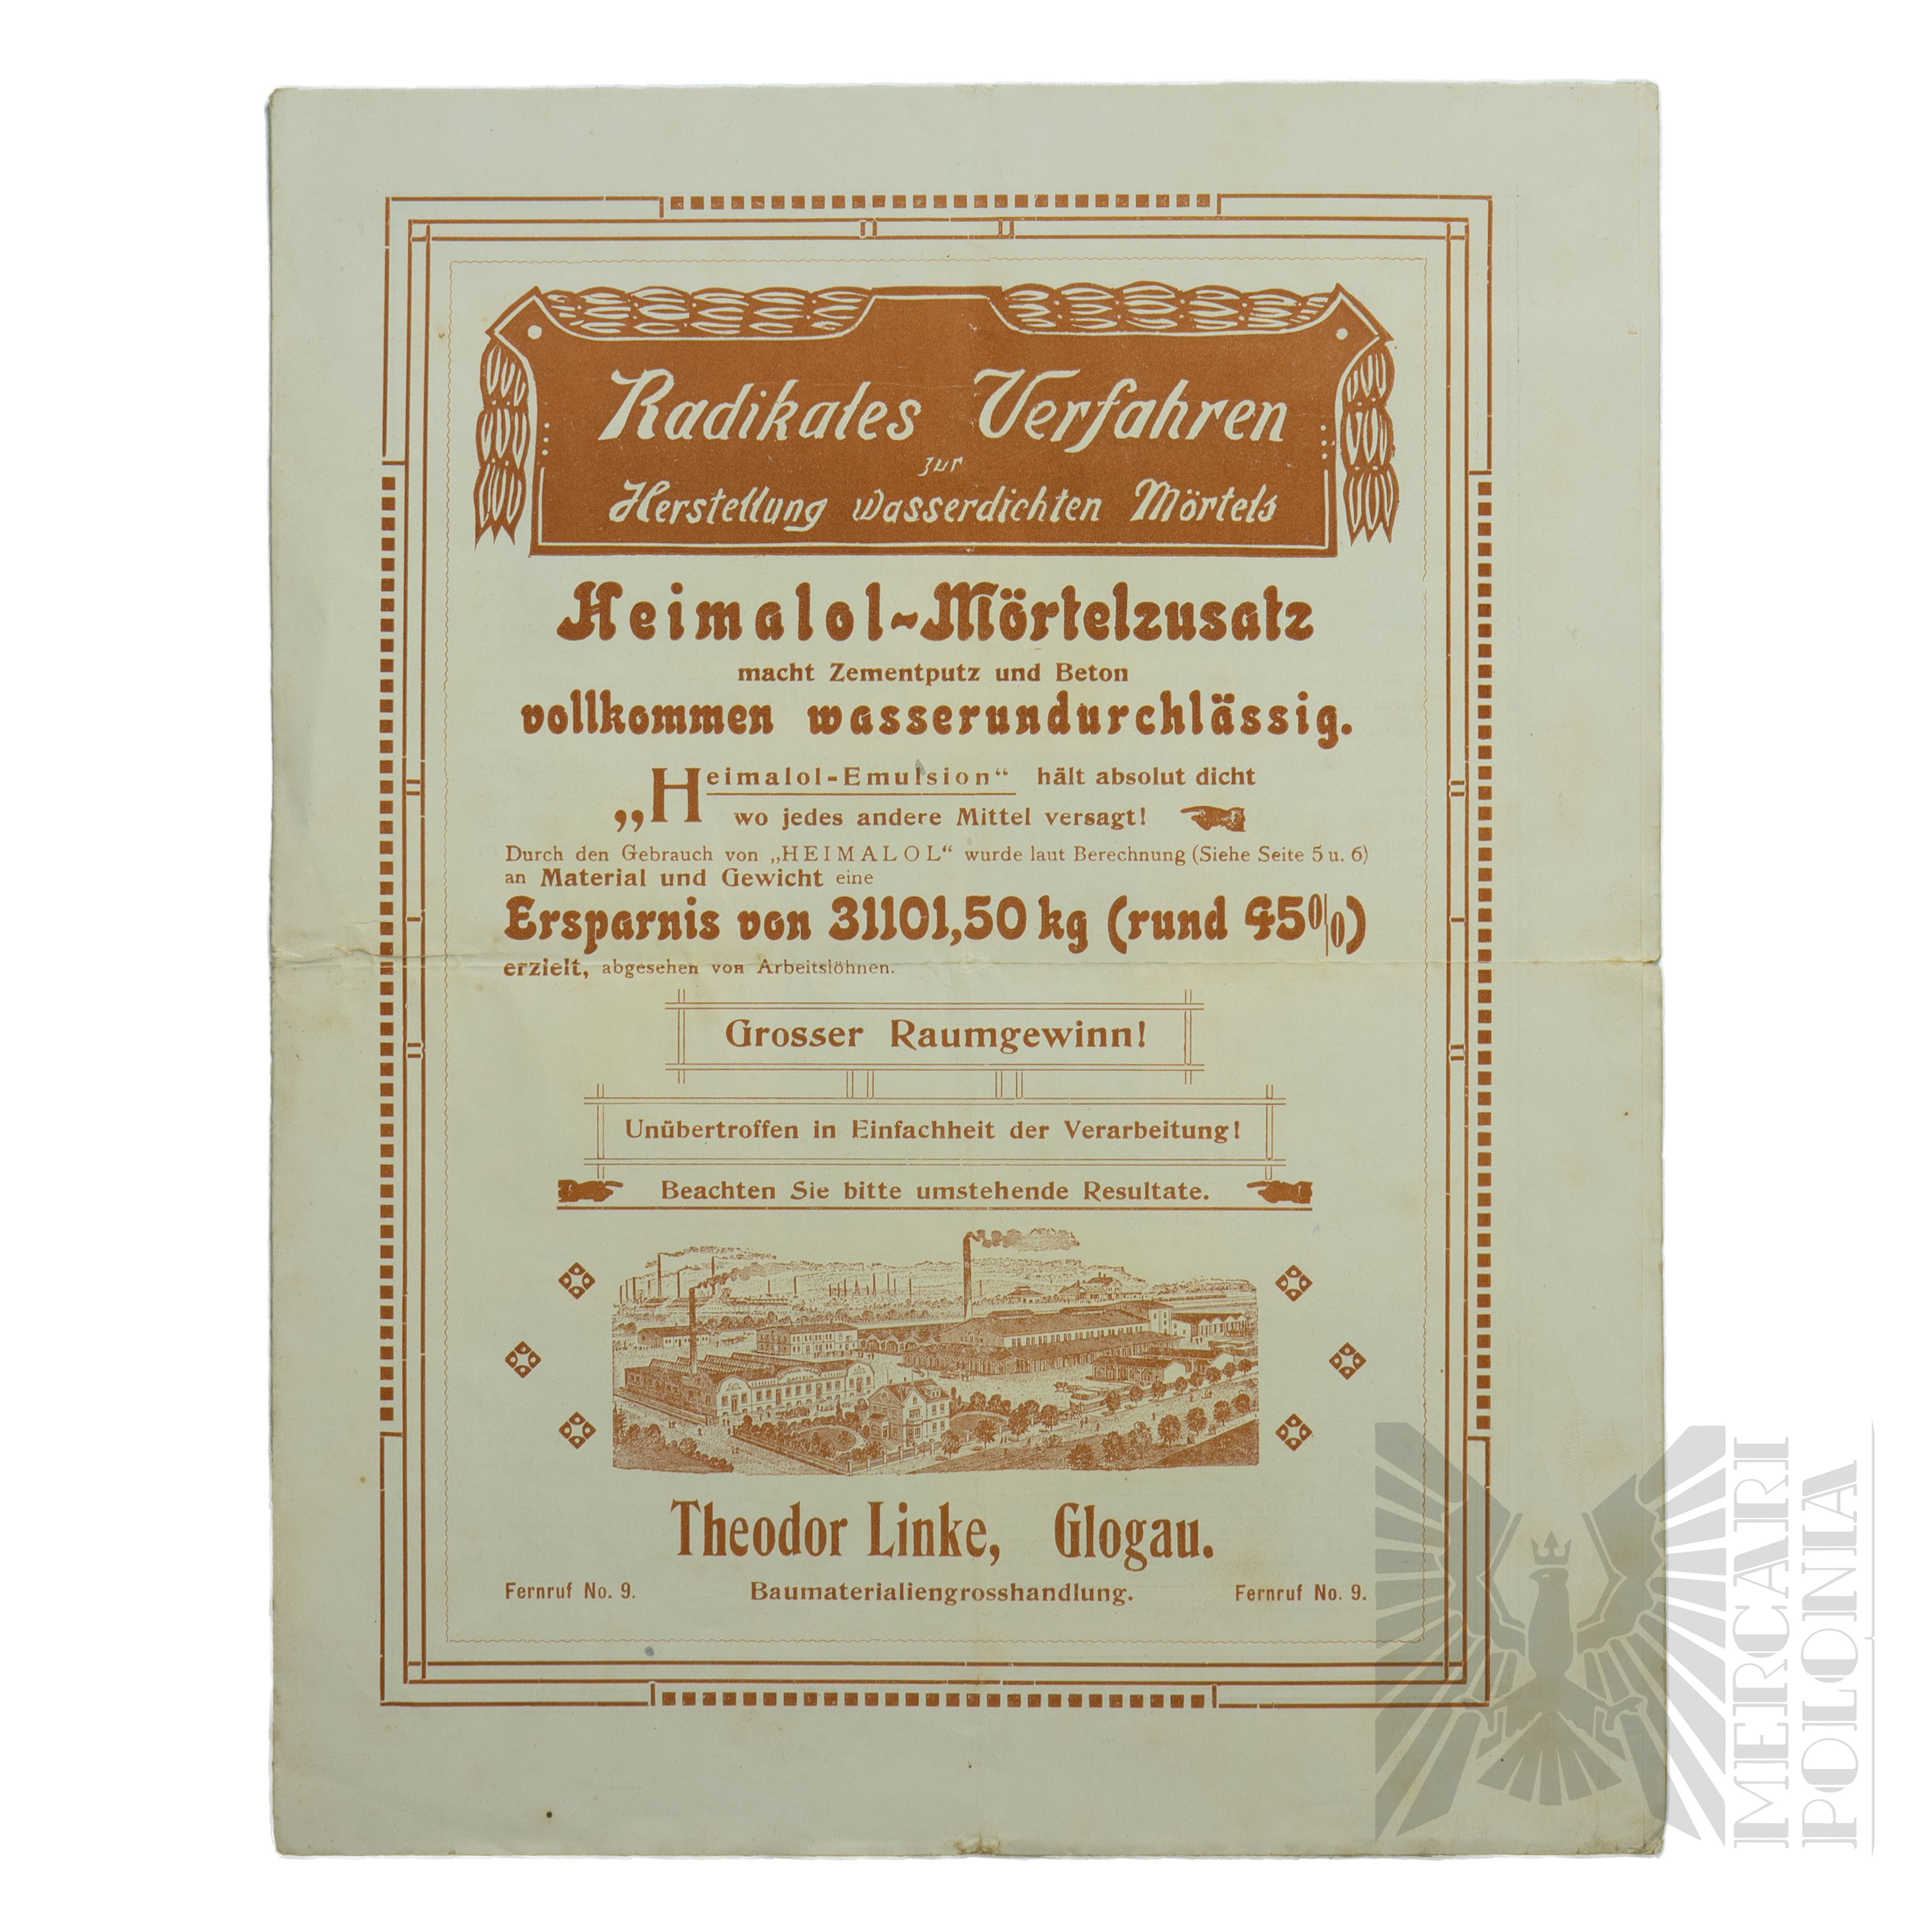 Radikales Verfahren
zur
Herstellung wasserdichten Mörtels
Heimalol-Mörtelzusatz
macht Zementputz und Beton
vollkommen wasserundurchlässig.
„Heimalol-Emulsion“ hält absolut dicht
wo jedes andere Mittel versagt!
Durch den Gebrauch von „HEIMALOL“ wurde laut Berechnung (Siehe Seite 5 u. 6)
an Material und Gewicht eine
Ersparnis von 31101,50 kg (rund 45%)
erzielt, abgesehen von Arbeitslöhnen.
Grosser Raumgewinn!
Unübertroffen in Einfachheit der Verarbeitung!
Beachten Sie bitte umstehende Resultate.
Theodor Linke, Glogau.
Fernruf No. 9. Baumaterialiengrosshandlung. Fernruf No. 9.
MERCARI
POLONIA